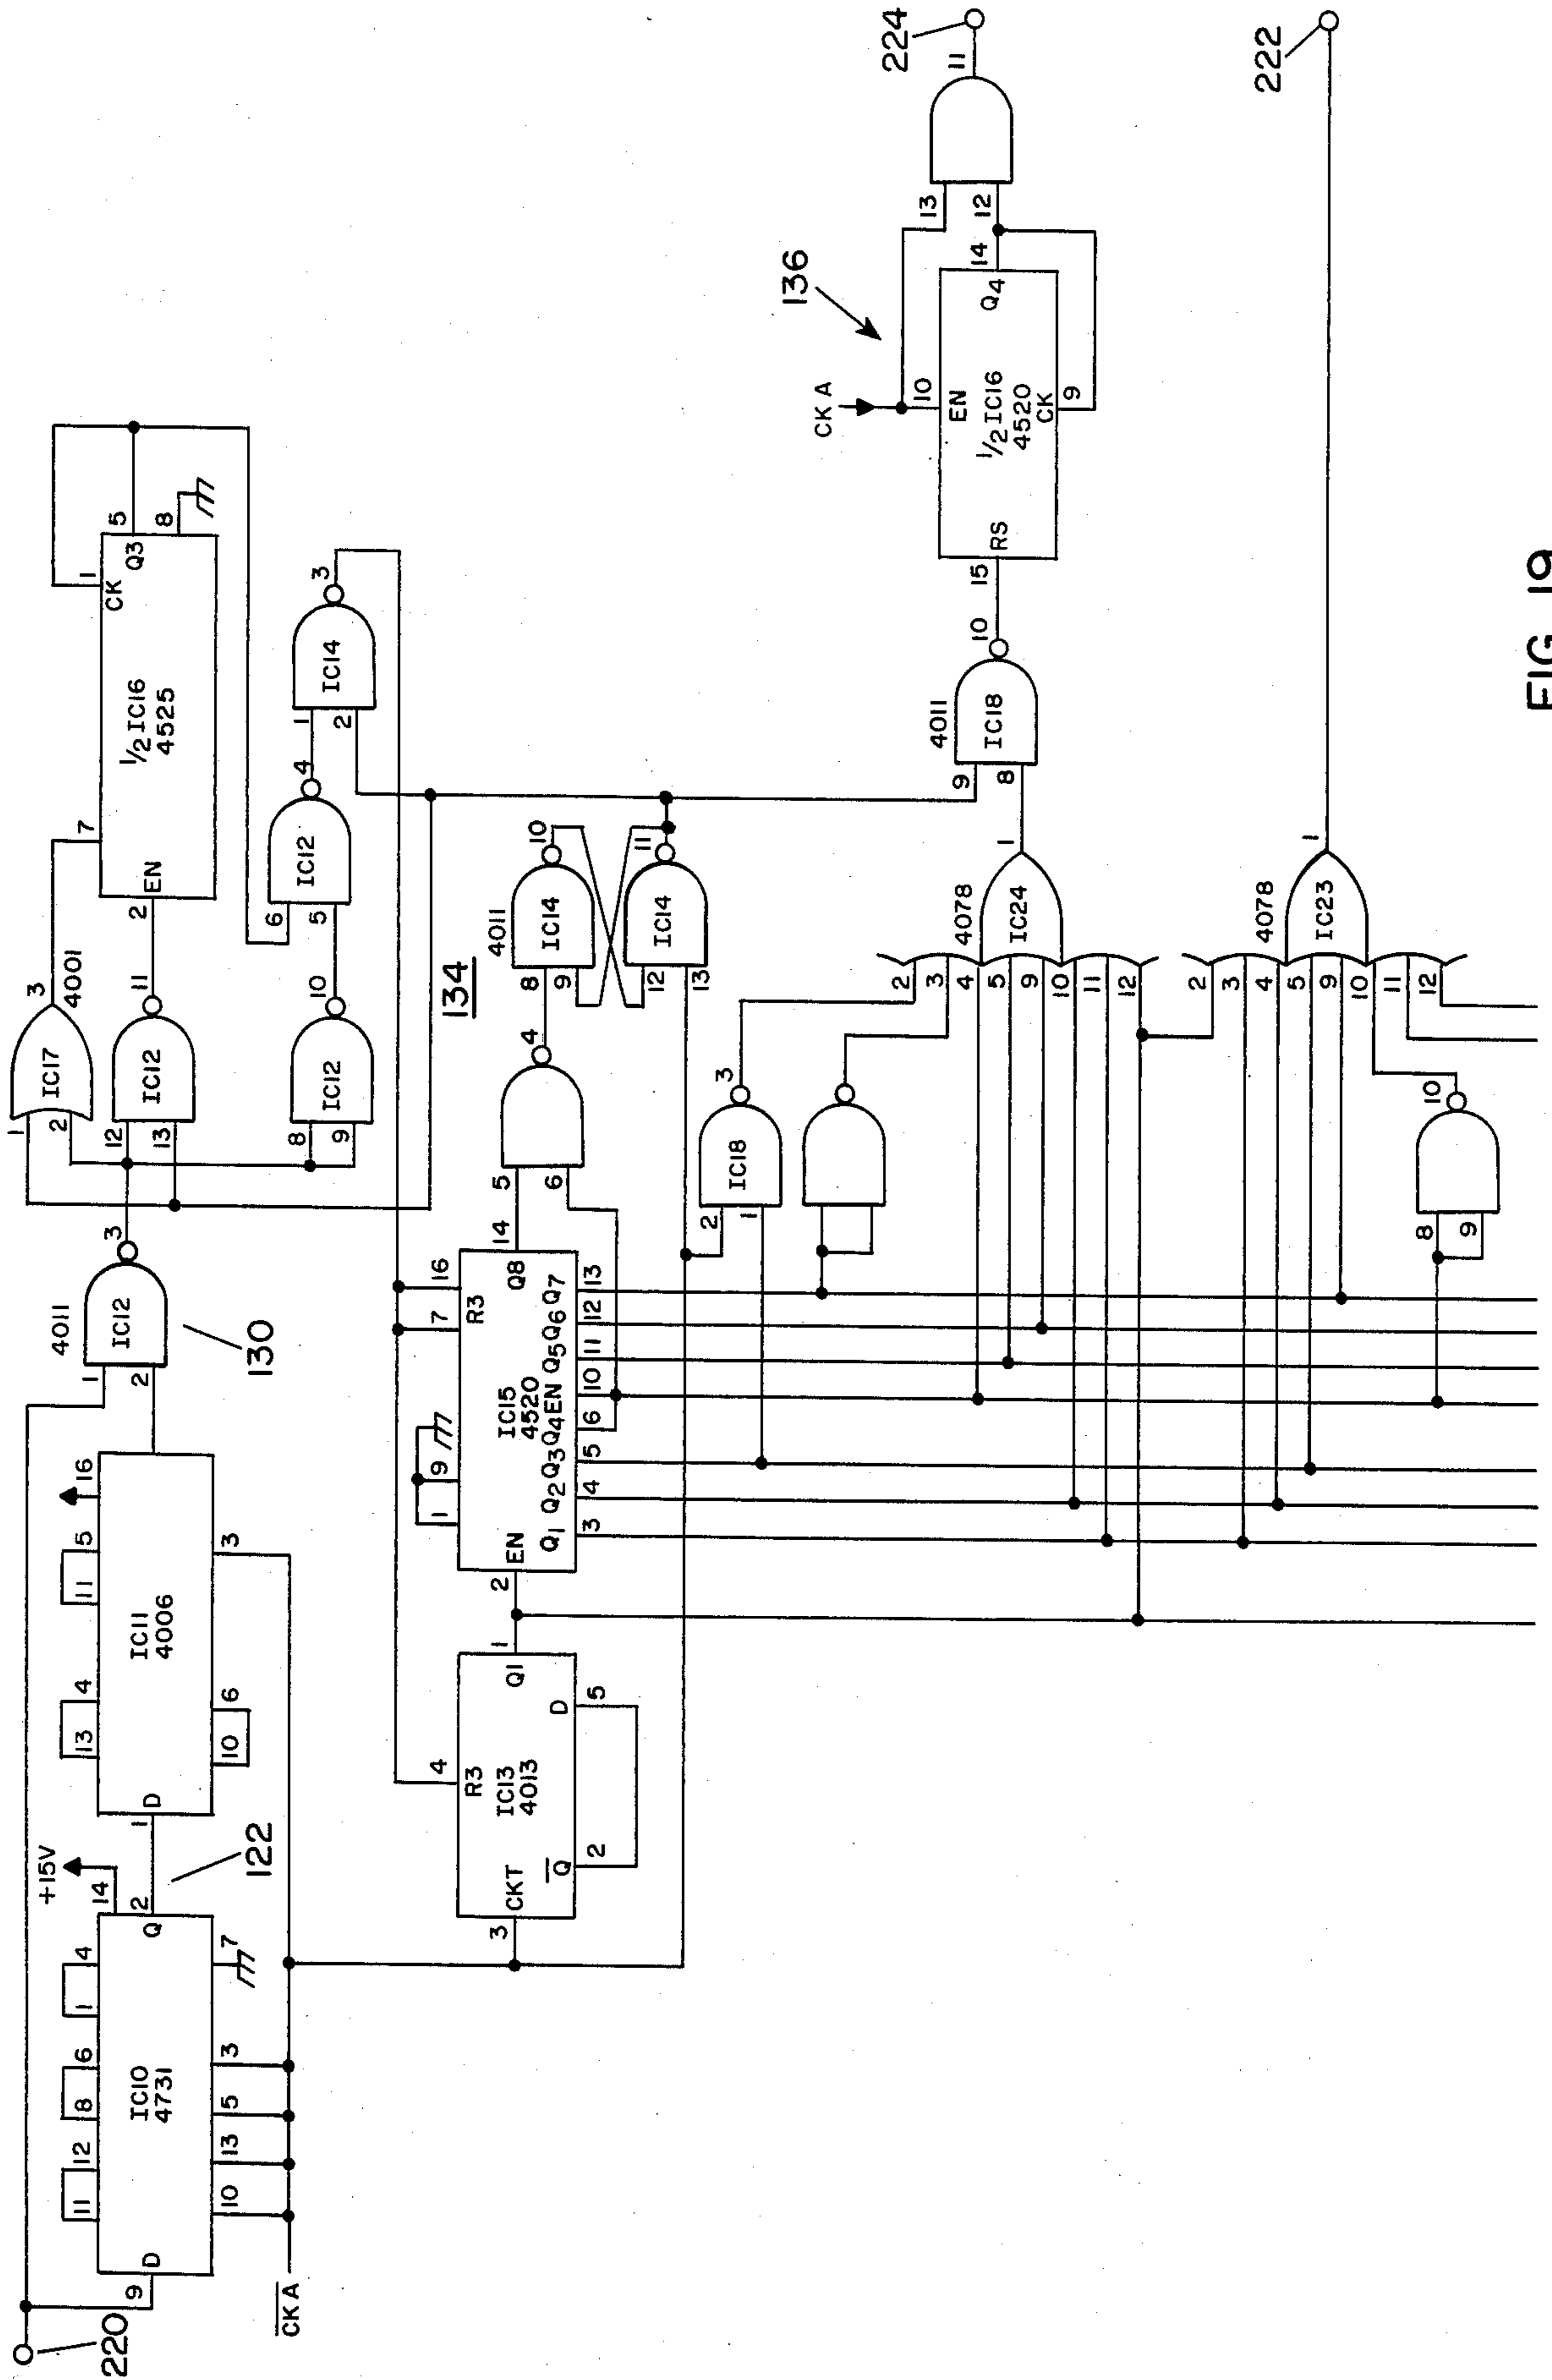 220
9
D
11
12
8
6
1
4
IC10
4731
10
13
5
3
7
Q
2
14
+15V
122
CK A
1
D
13
4
11
5
16
IC11
4006
10
6
3
1
2
4011
IC12
3
130
1
2
IC17
3
4001
12
13
IC12
11
8
9
IC12
10
2
EN
7
½IC16
4525
1
CK
Q3
5
8
6
5
IC12
4
1
2
IC14
3
3
CKT
Q
2
R3
4
IC13
4013
D
5
Q1
1
2
EN
1
9
7
16
R3
IC15
4520
Q8
14
Q1 Q2 Q3 Q4 EN Q5 Q6 Q7
3 4 5 6 10 11 12 13
5
6
4
134
8
9
4011
IC14
10
12
13
IC14
11
2
1
IC18
3
2
3
4
5
9
10
11
12
4078
IC24
1
9
8
4011
IC18
10
15
RS
½IC16
4520
EN
10
CK A
136
CK
9
Q4
14
13
12
11
224
8
9
10
2
3
4
5
9
10
11
12
4078
IC23
1
222
FIG 19